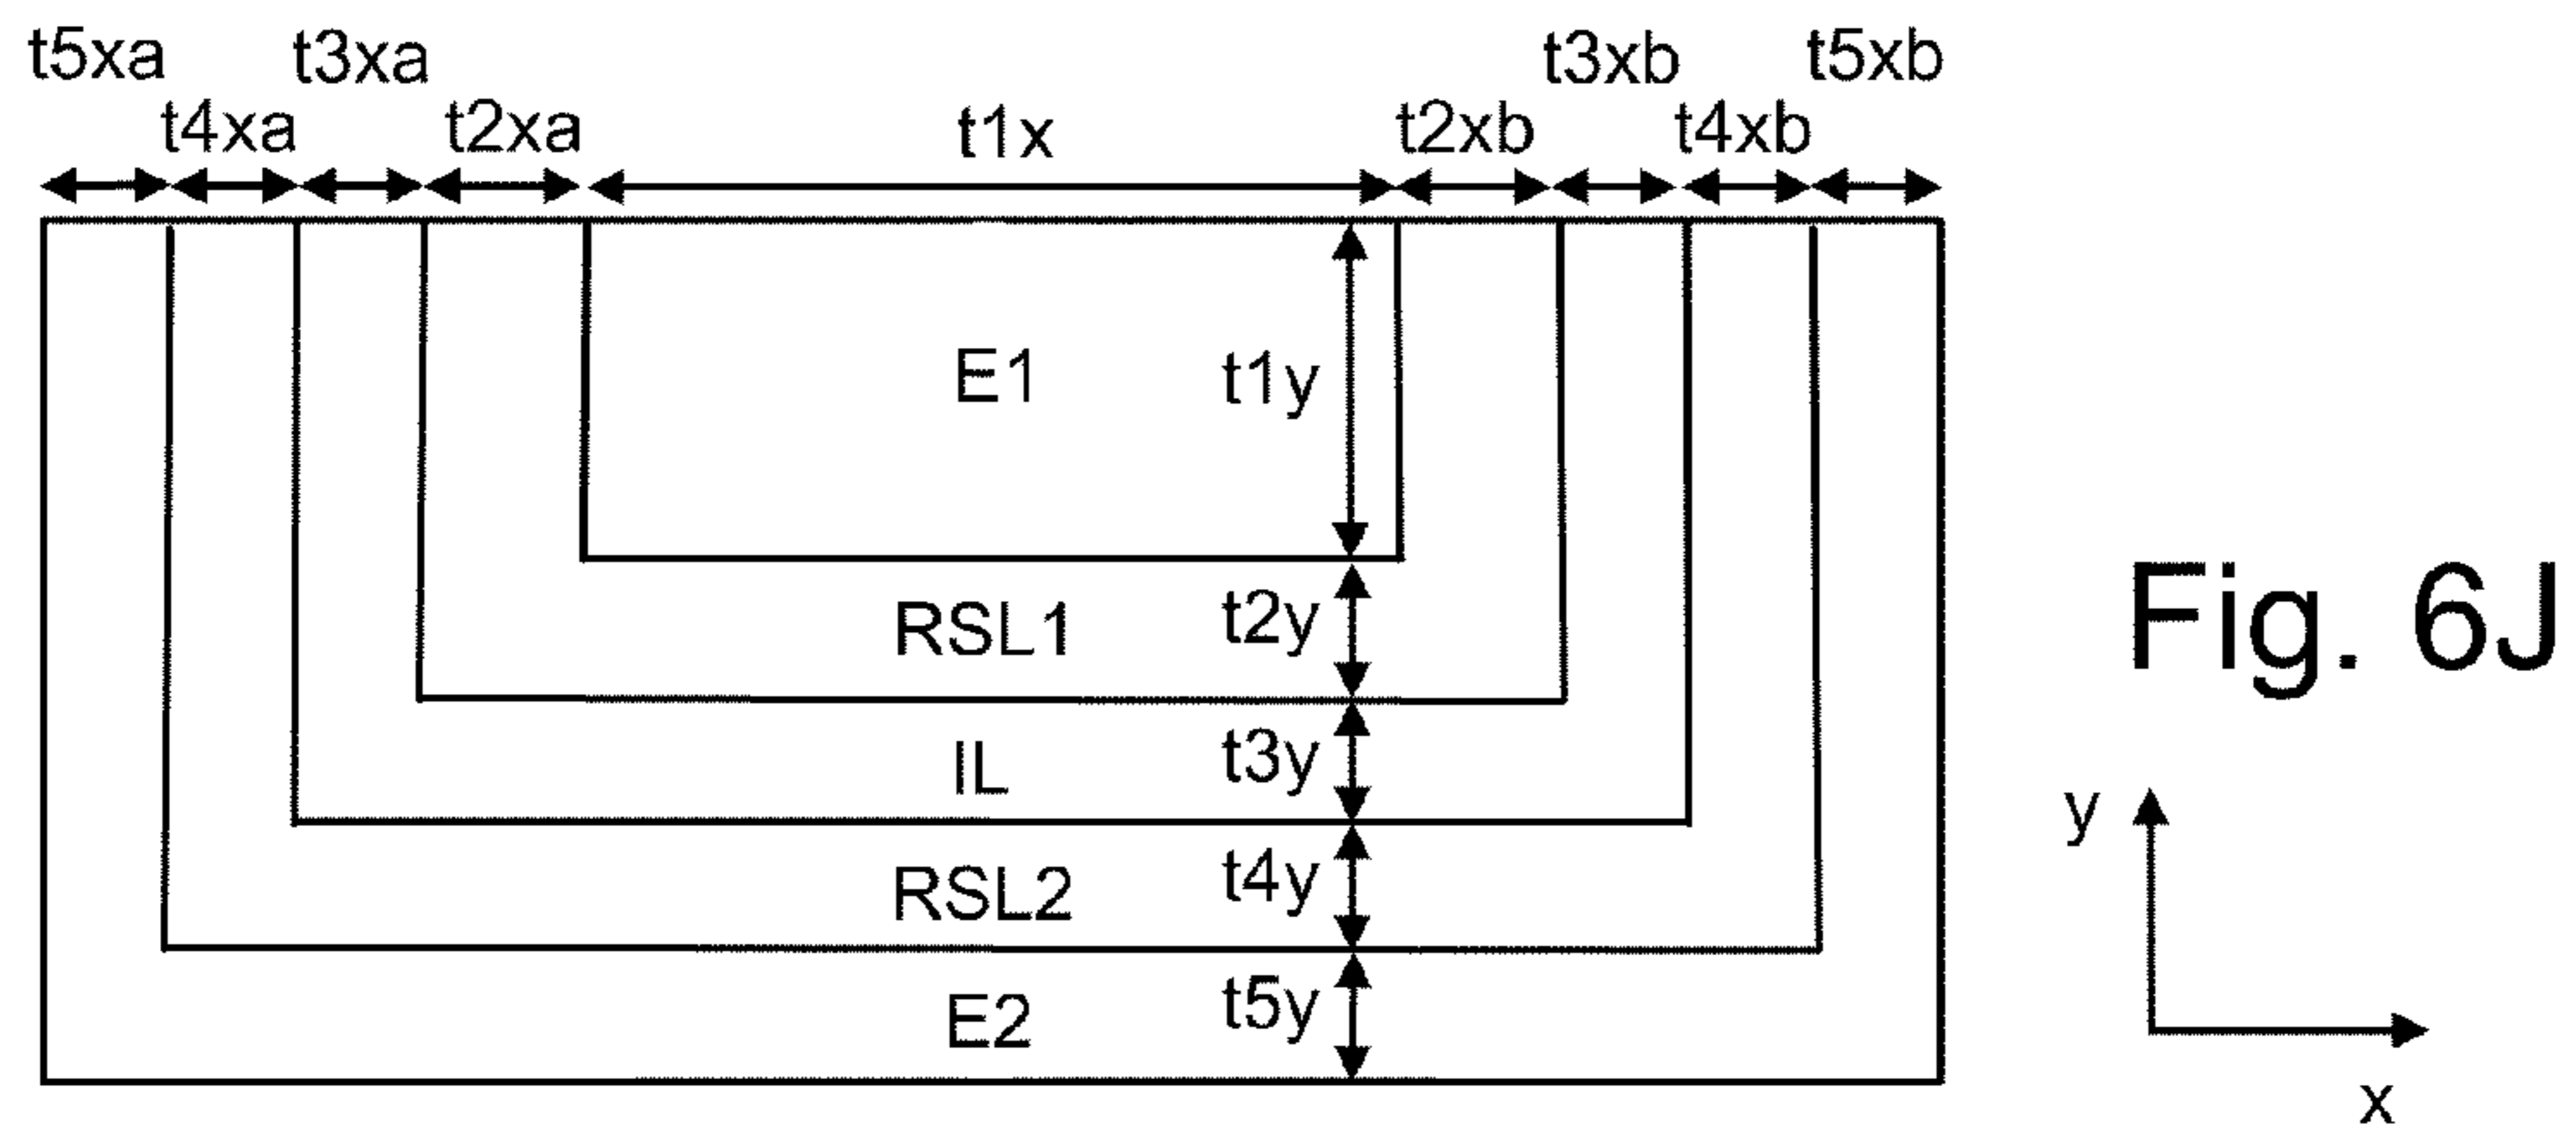 t5xa t3xa t3xb t5xb
t4xa t2xa t1x t2xb t4xb
E1 t1y
RSL1 t2y
IL t3y
RSL2 t4y
E2 t5y
Fig. 6J
y
x